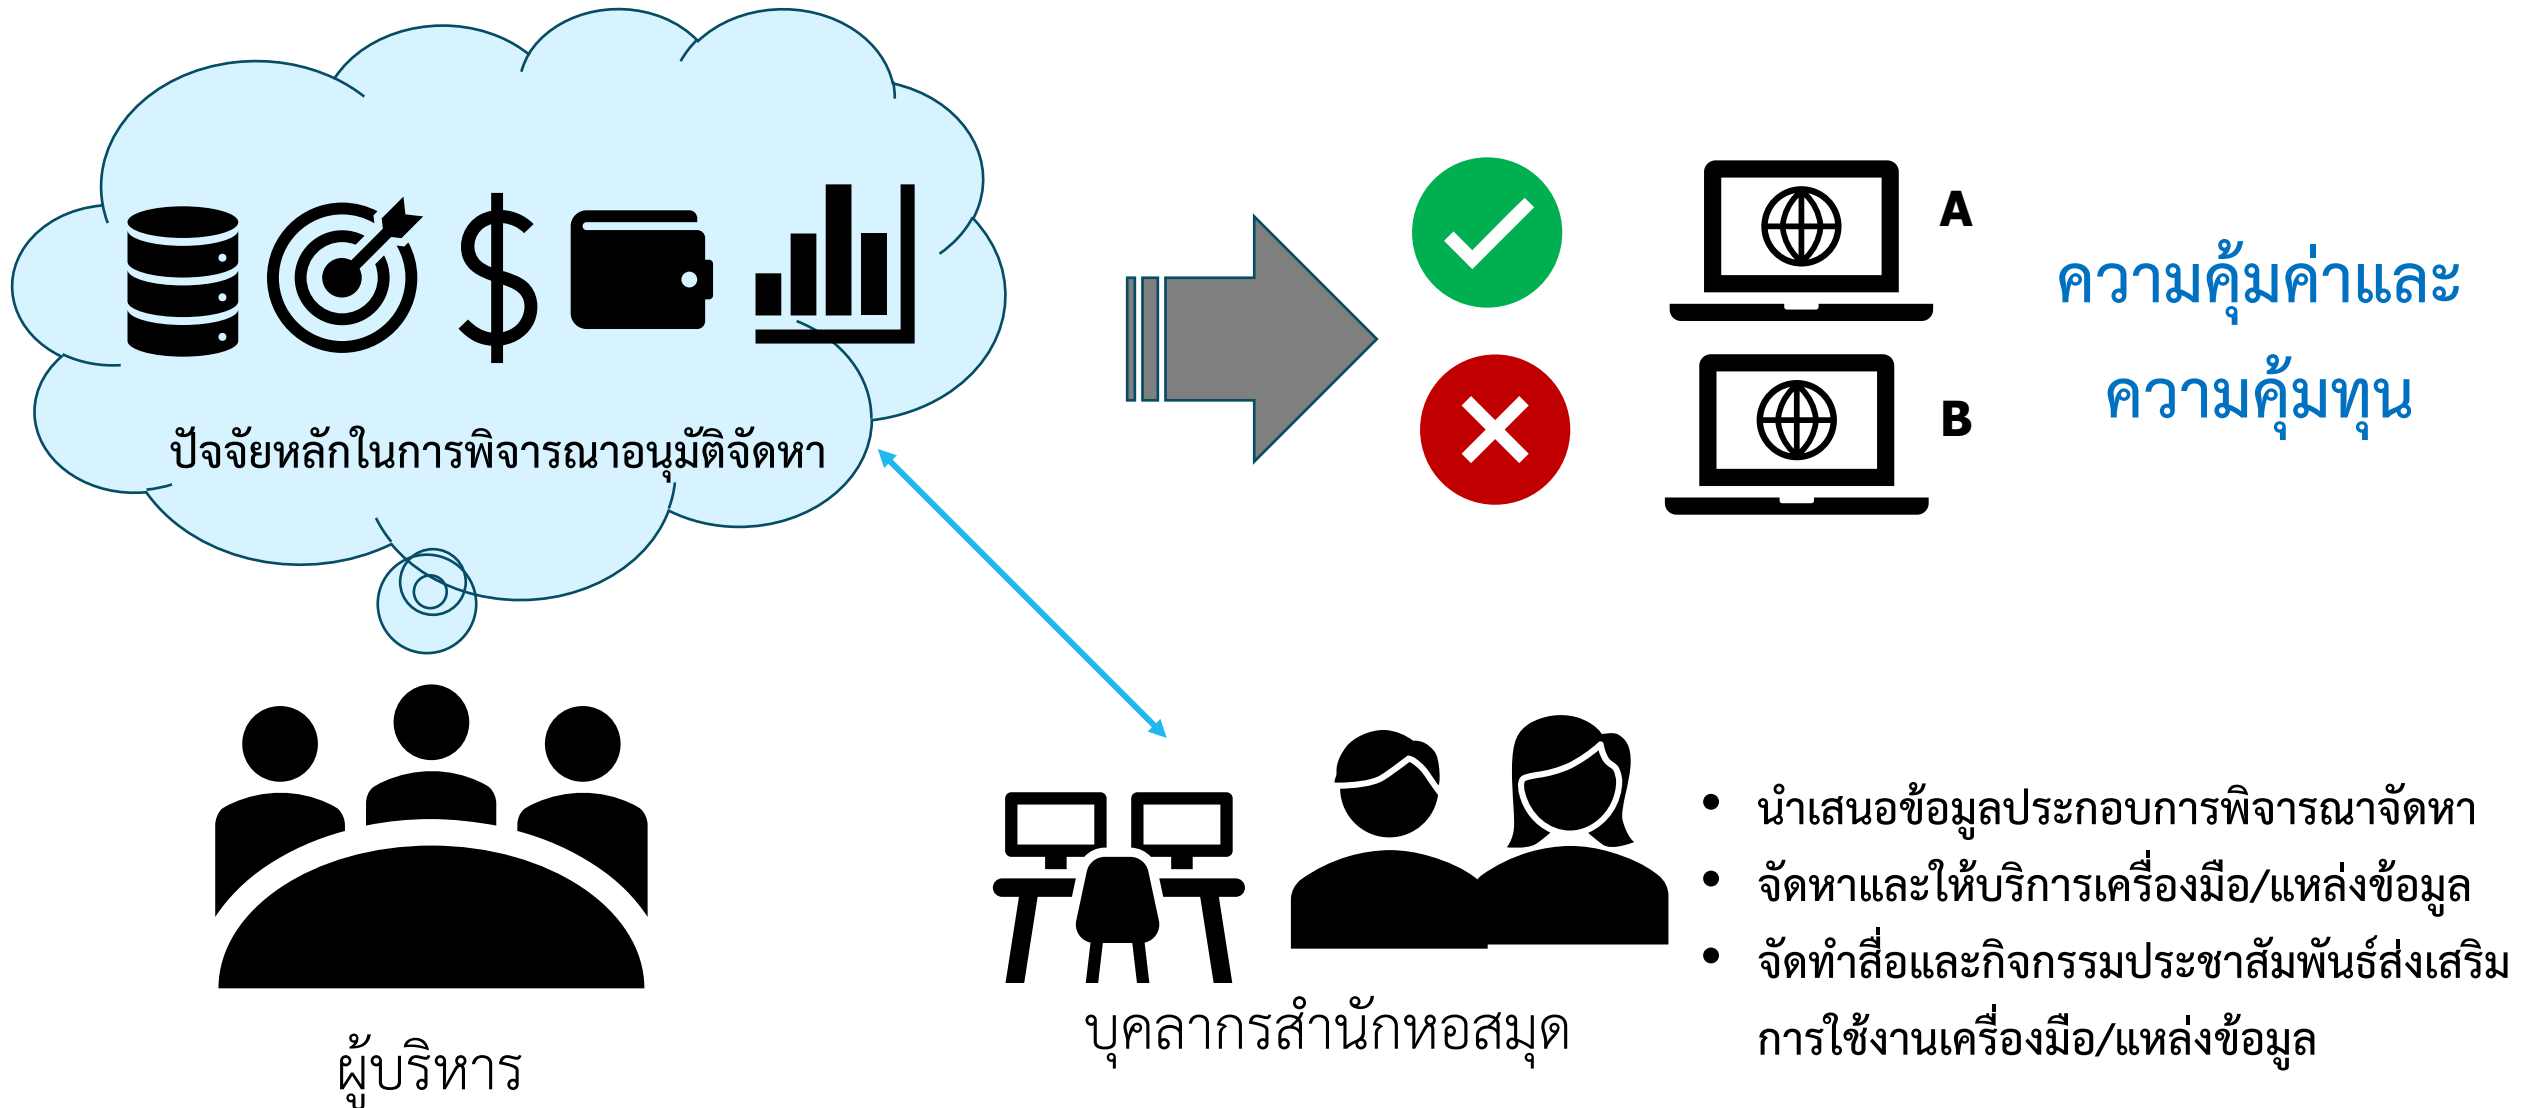 A
ความคุ้มค่าและ
ความคุ้มทุน
B
ปัจจัยหลักในการพิจารณาอนุมัติจัดหา
• นำเสนอข้อมูลประกอบการพิจารณาจัดหา
• จัดหาและให้บริการเครื่องมือ/แหล่งข้อมูล
• จัดทำสื่อและกิจกรรมประชาสัมพันธ์ส่งเสริม
การใช้งานเครื่องมือ/แหล่งข้อมูล
บุคลากรสำนักหอสมุด
ผู้บริหาร